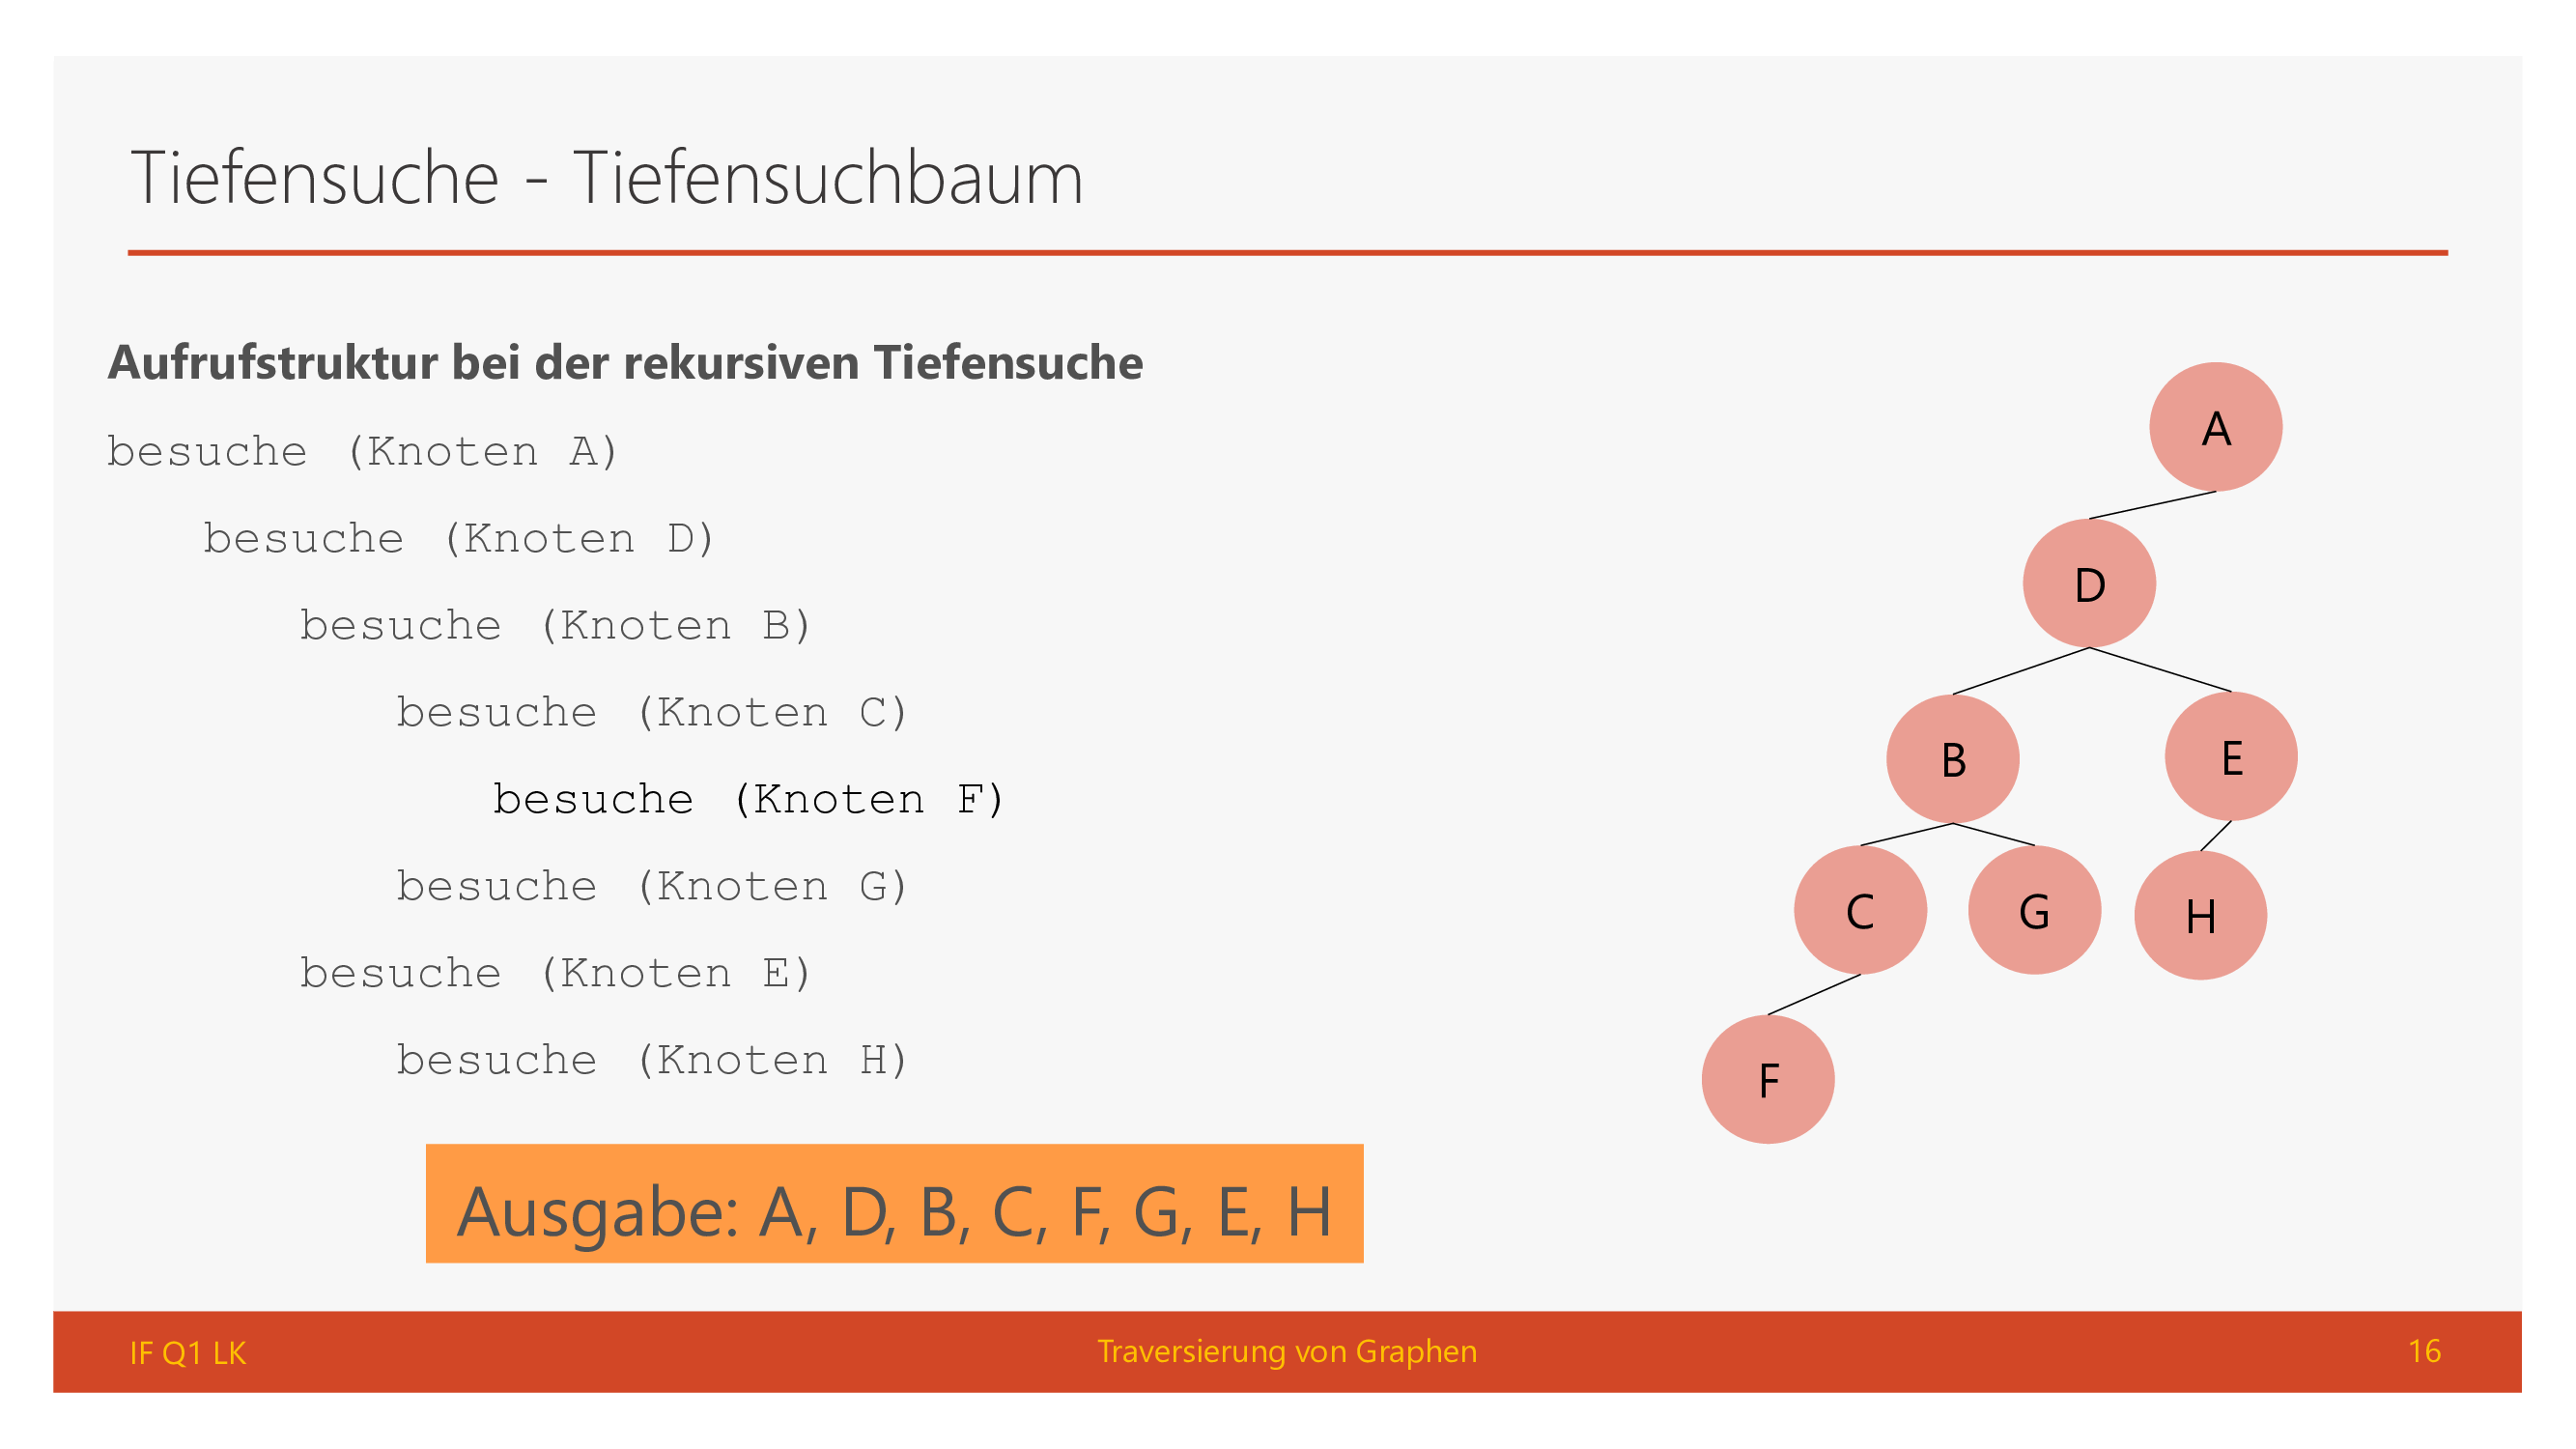 Tiefensuche - Tiefensuchbaum
Aufrufstruktur bei der rekursiven Tiefensuche
besuche (Knoten A)
besuche (Knoten D)
besuche (Knoten B)
besuche (Knoten C)
besuche (Knoten F)
besuche (Knoten G)
besuche (Knoten E)
besuche (Knoten H)
Ausgabe: A, D, B, C, F, G, E, H
A
D
B
E
C
G
H
F
IF Q1 LK
Traversierung von Graphen
16